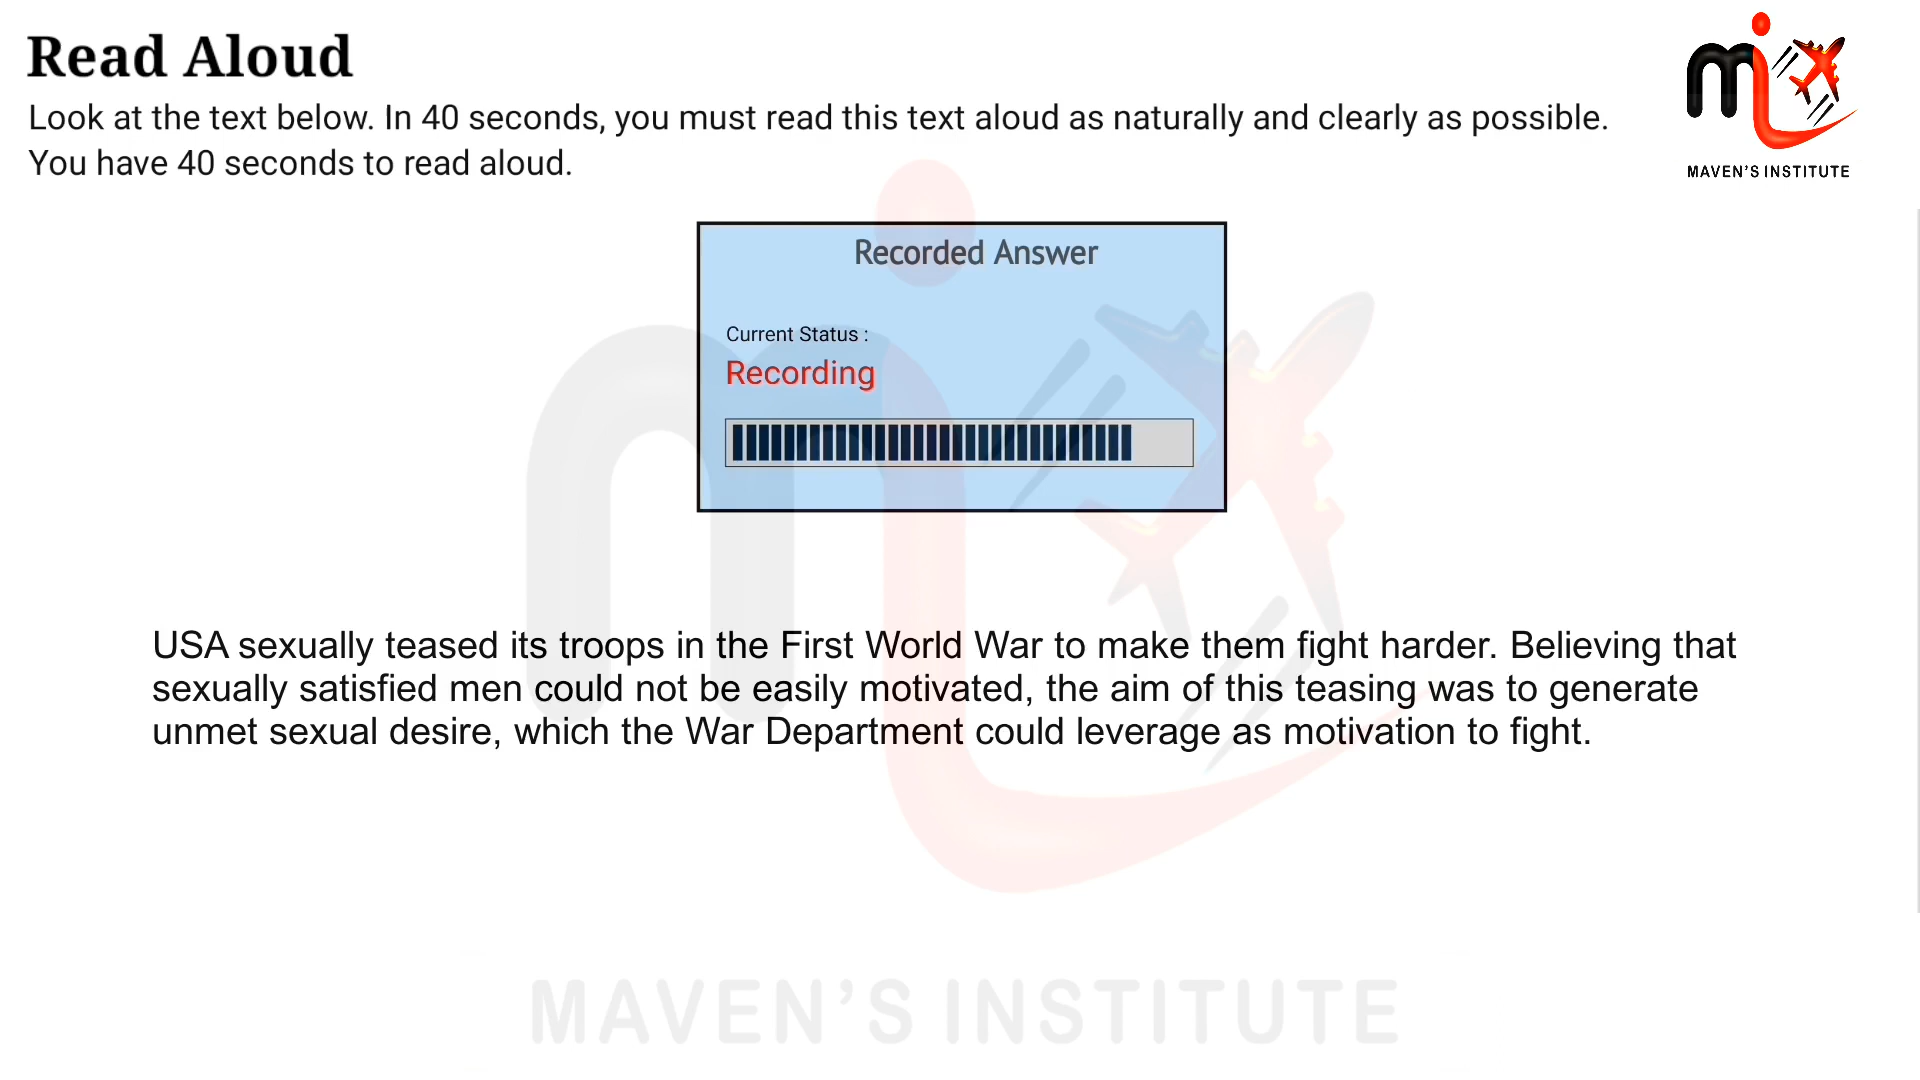 Read Aloud
Look at the text below. In 40 seconds, you must read this text aloud as naturally and clearly as possible.
You have 40 seconds to read aloud.
MAVEN'S INSTITUTE
Recorded Answer
Current Status :
Recording
USA sexually teased its troops in the First World War to make them fight harder. Believing that
sexually satisfied men could not be easily motivated, the aim of this teasing was to generate
unmet sexual desire, which the War Department could leverage as motivation to fight.
MAVEN'S INSTITUTE